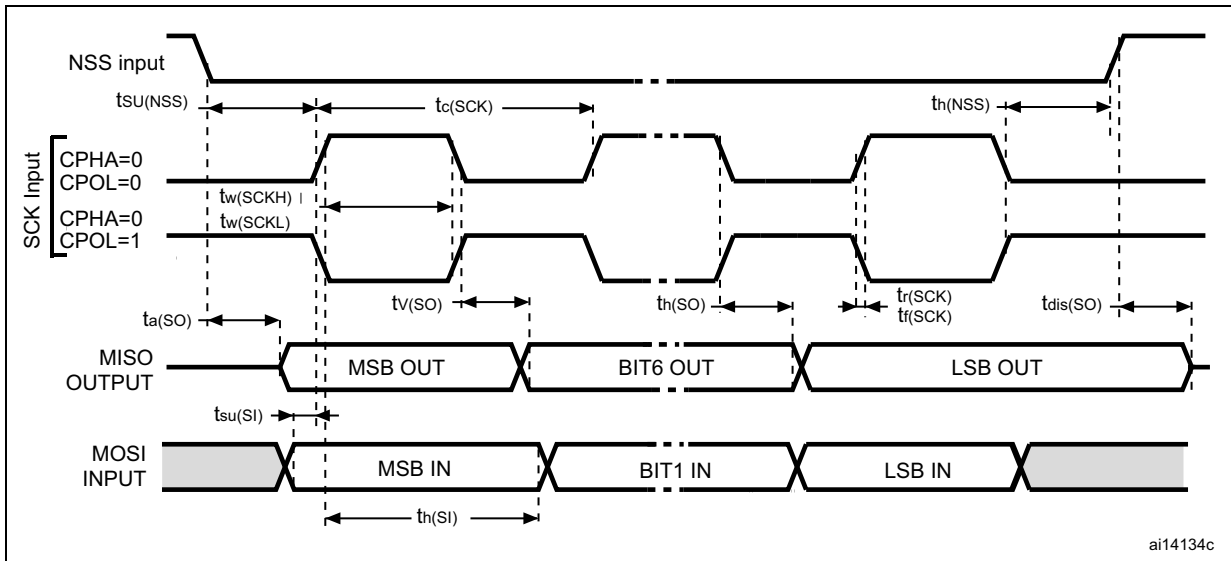 NSS input
tSU(NSS)
tc(SCK)
th(NSS)
SCK Input
CPHA=0
CPOL=0
tw(SCKH)
CPHA=0
tw(SCKL)
CPOL=1
ta(SO)
tV(SO)
th(SO)
tr(SCK)
tf(SCK)
tdis(SO)
MISO
OUTPUT
MSB OUT
BIT6 OUT
LSB OUT
tsu(SI)
MOSI
INPUT
MSB IN
BIT1 IN
LSB IN
th(SI)
ai14134c